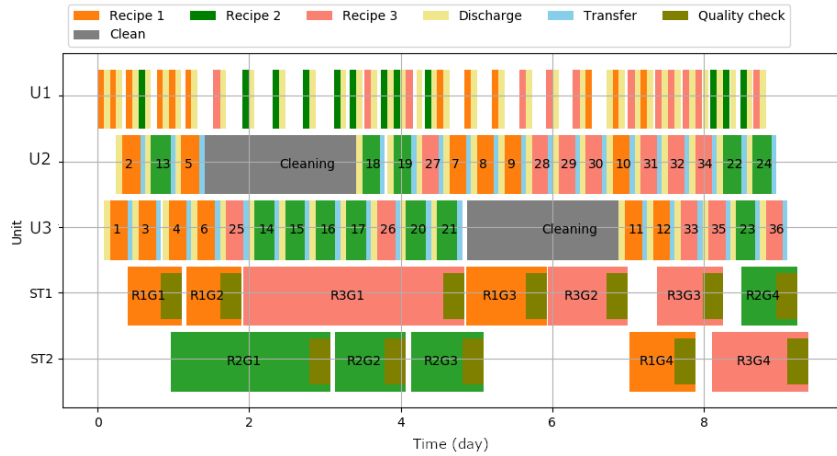 Recipe 1 Recipe 2 Recipe 3 Discharge Transfer Quality check
Clean
U1
U2
2 13 5 Cleaning 18 19 27 7 8 9 28 29 30 10 31 32 34 22 24
U3
1 3 4 6 25 14 15 16 17 26 20 21 Cleaning 11 12 33 35 23 36
Unit
ST1
R1G1 R1G2 R3G1 R1G3 R3G2 R3G3 R2G4
ST2
R2G1 R2G2 R2G3 R1G4 R3G4
0 2 4 6 8
Time (day)